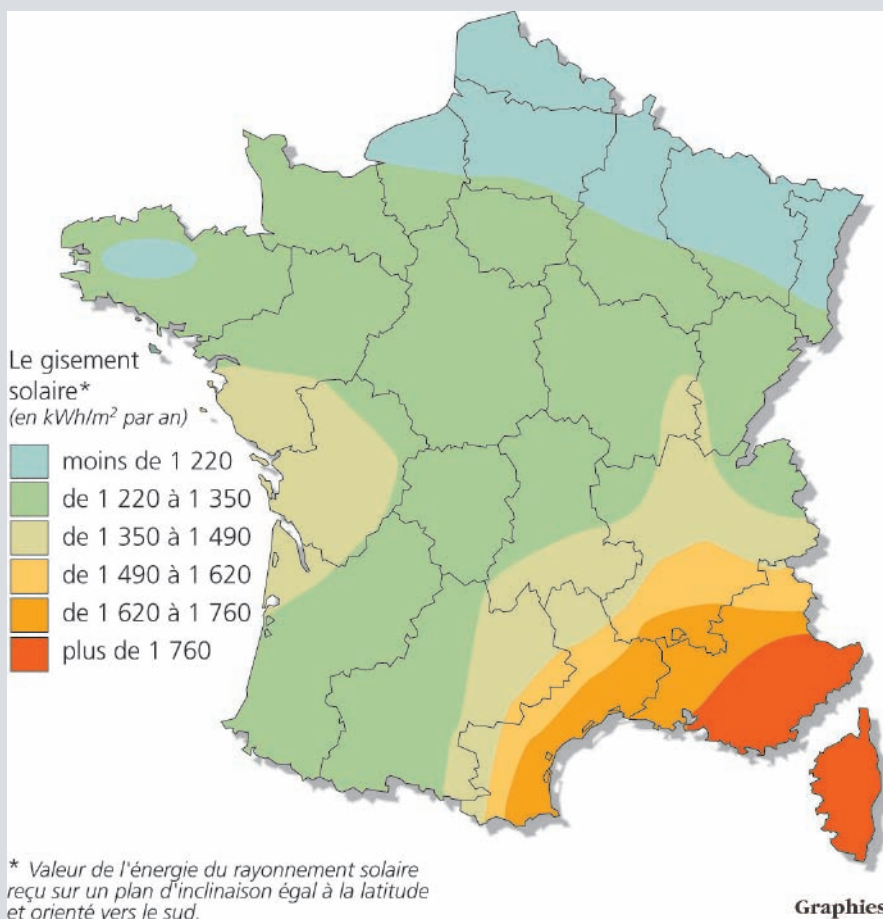 Le gisement
solaire*
(en kWh/m² par an)
moins de 1 220
de 1 220 à 1 350
de 1 350 à 1 490
de 1 490 à 1 620
de 1 620 à 1 760
plus de 1 760
* Valeur de l'énergie du rayonnement solaire
reçu sur un plan d'inclinaison égal à la latitude
et orienté vers le sud.
Graphies